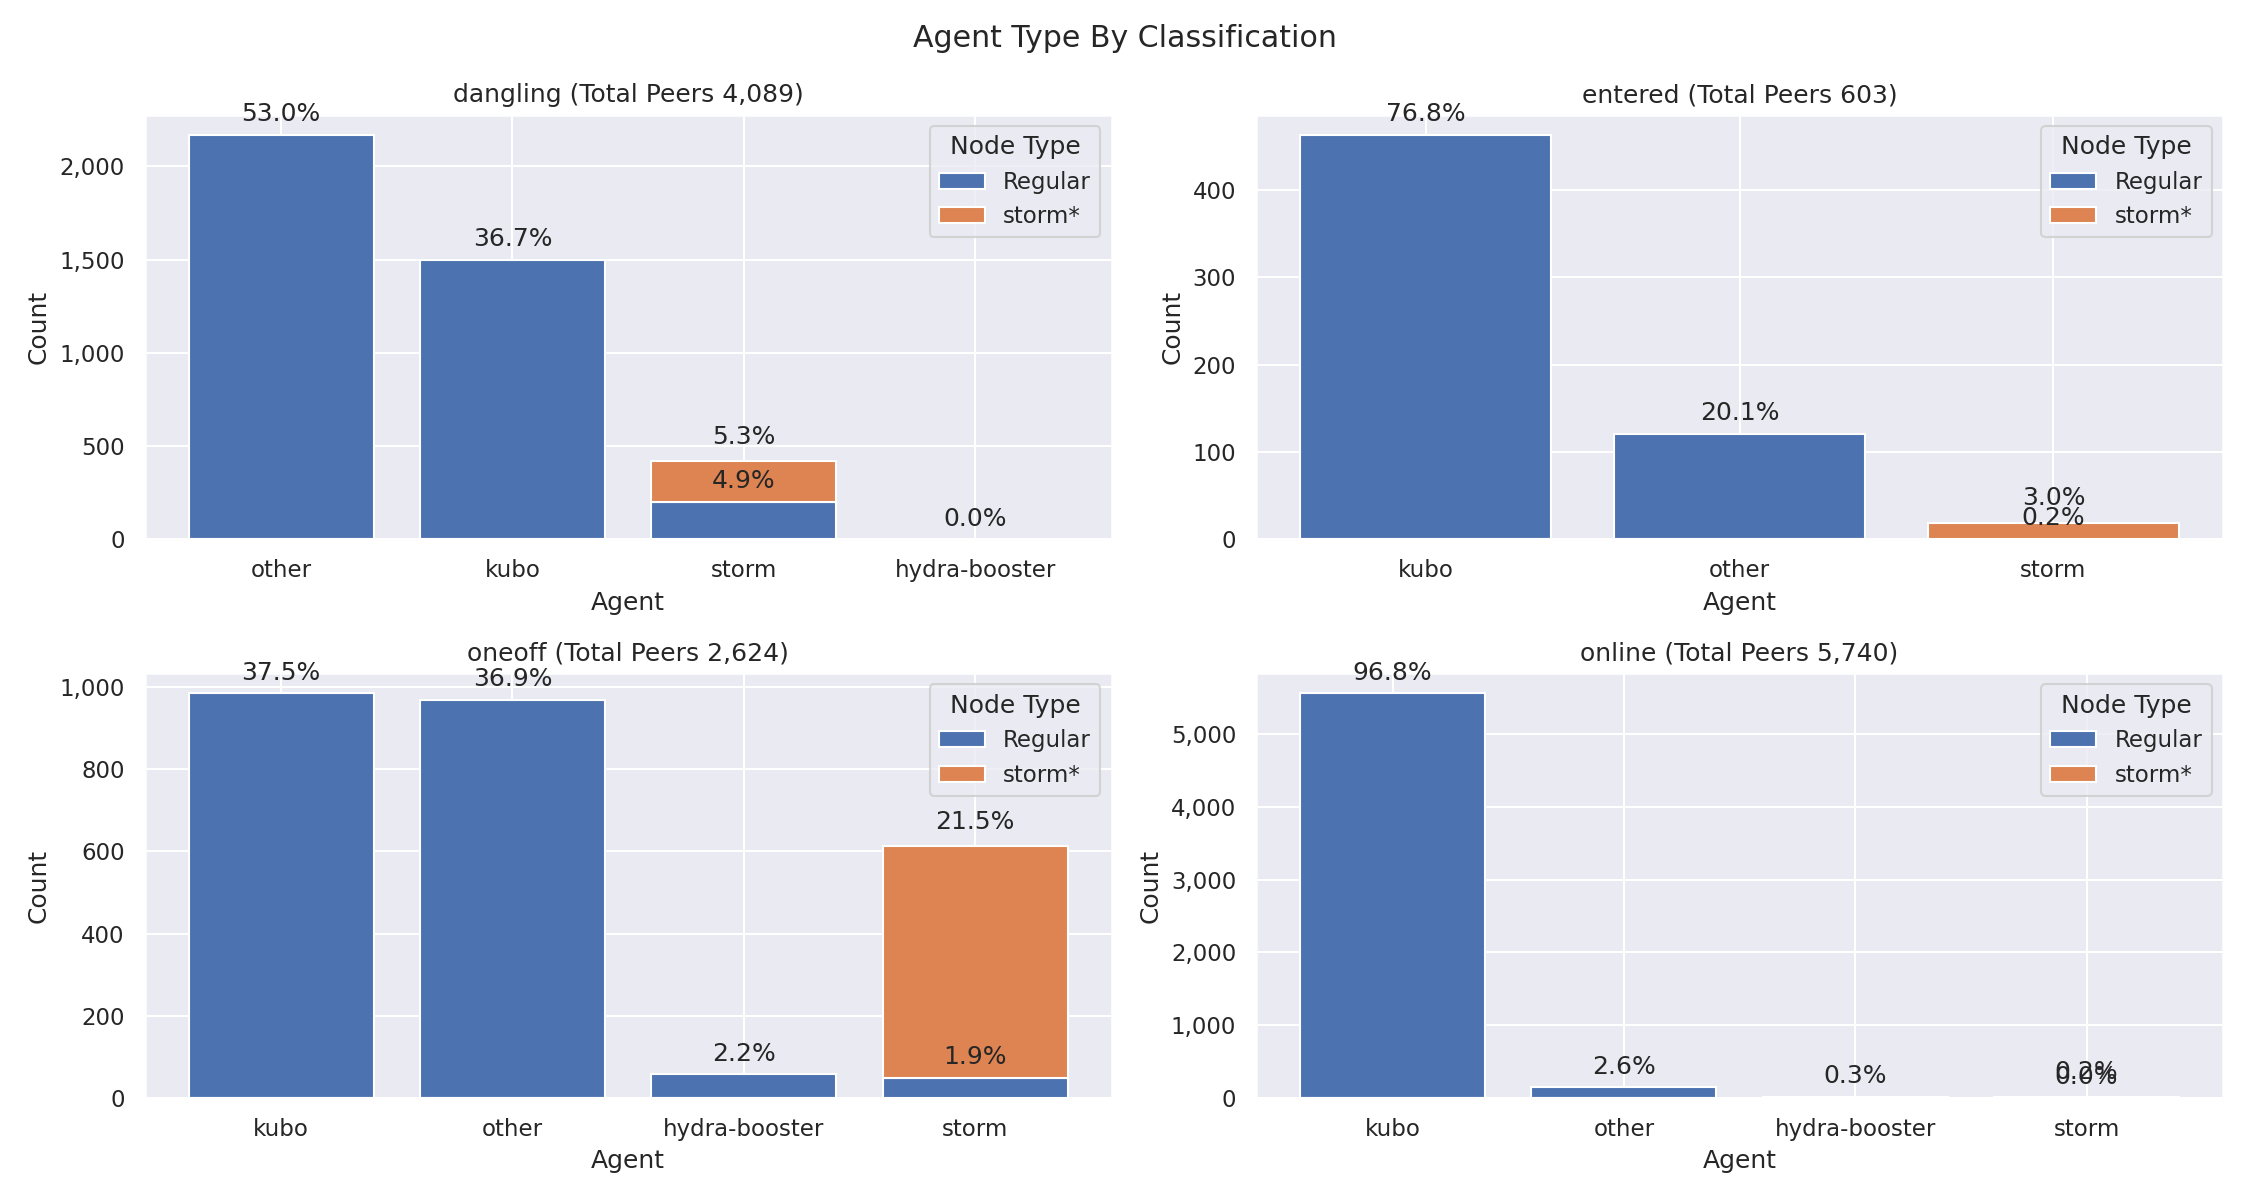 Agent Type By Classification
dangling (Total Peers 4,089)
53.0%
36.7%
5.3%
4.9%
0.0%
Node Type
Regular
storm*
2,000
1,500
1,000
500
0
Count
other kubo storm hydra-booster
Agent
entered (Total Peers 603)
76.8%
20.1%
3.0%
0.2%
Node Type
Regular
storm*
400
300
200
100
0
Count
kubo other storm
Agent
oneoff (Total Peers 2,624)
37.5%
36.9%
2.2%
21.5%
1.9%
Node Type
Regular
storm*
1,000
800
600
400
200
0
Count
kubo other hydra-booster storm
Agent
online (Total Peers 5,740)
96.8%
2.6%
0.3%
0.2%
0.0%
Node Type
Regular
storm*
5,000
4,000
3,000
2,000
1,000
0
Count
kubo other hydra-booster storm
Agent